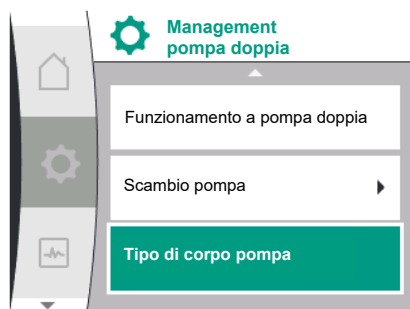 Management
pompa doppia
Funzionamento a pompa doppia
Scambio pompa
Tipo di corpo pompa